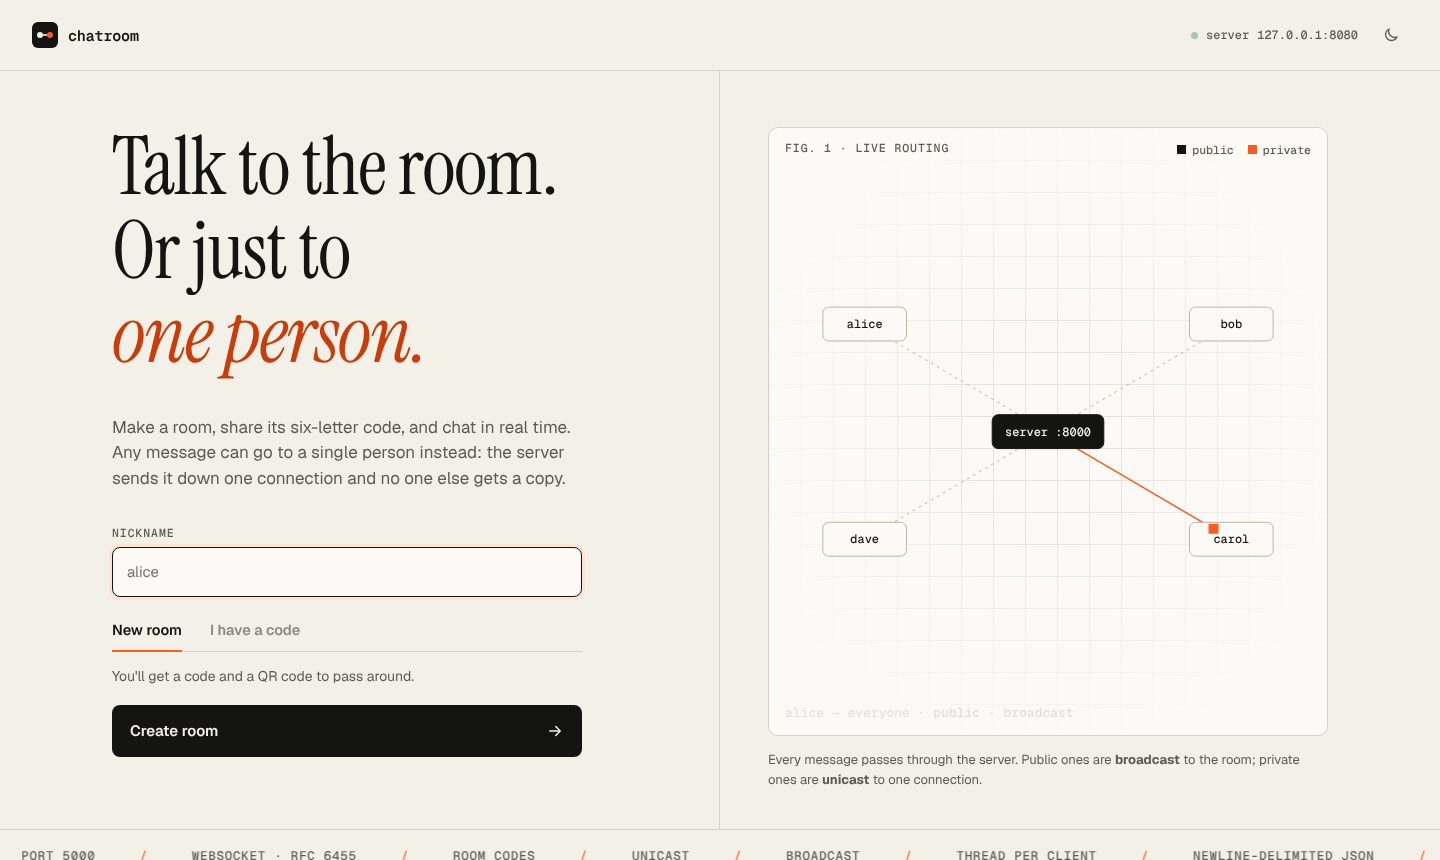 chatroom
server 127.0.0.1:8080
Talk to the room.
Or just to
one person.
Make a room, share its six-letter code, and chat in real time.
Any message can go to a single person instead: the server
sends it down one connection and no one else gets a copy.
NICKNAME
alice
New room
I have a code
You'll get a code and a QR code to pass around.
Create room →
FIG. 1 · LIVE ROUTING
public
private
alice
bob
server :8000
dave
carol
alice → everyone · public · broadcast
Every message passes through the server. Public ones are broadcast to the room; private
ones are unicast to one connection.
PORT 5000 / WEBSOCKET · RFC 6455 / ROOM CODES / UNICAST / BROADCAST / THREAD PER CLIENT / NEWLINE-DELIMITED JSON /